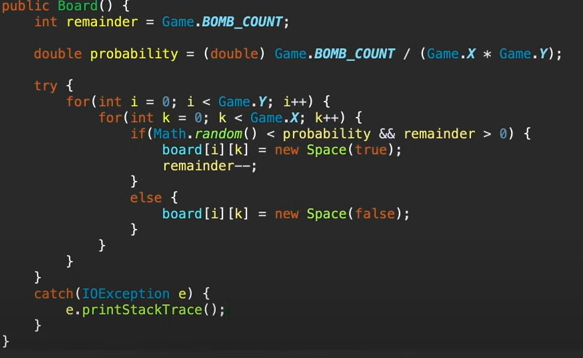 public Board() {
    int remainder = Game.BOMB_COUNT;

    double probability = (double) Game.BOMB_COUNT / (Game.X * Game.Y);

    try {
        for(int i = 0; i < Game.Y; i++) {
            for(int k = 0; k < Game.X; k++) {
                if(Math.random() < probability && remainder > 0) {
                    board[i][k] = new Space(true);
                    remainder--;
                }
                else {
                    board[i][k] = new Space(false);
                }
            }
        }
    }
    catch(IOException e) {
        e.printStackTrace();
    }
}